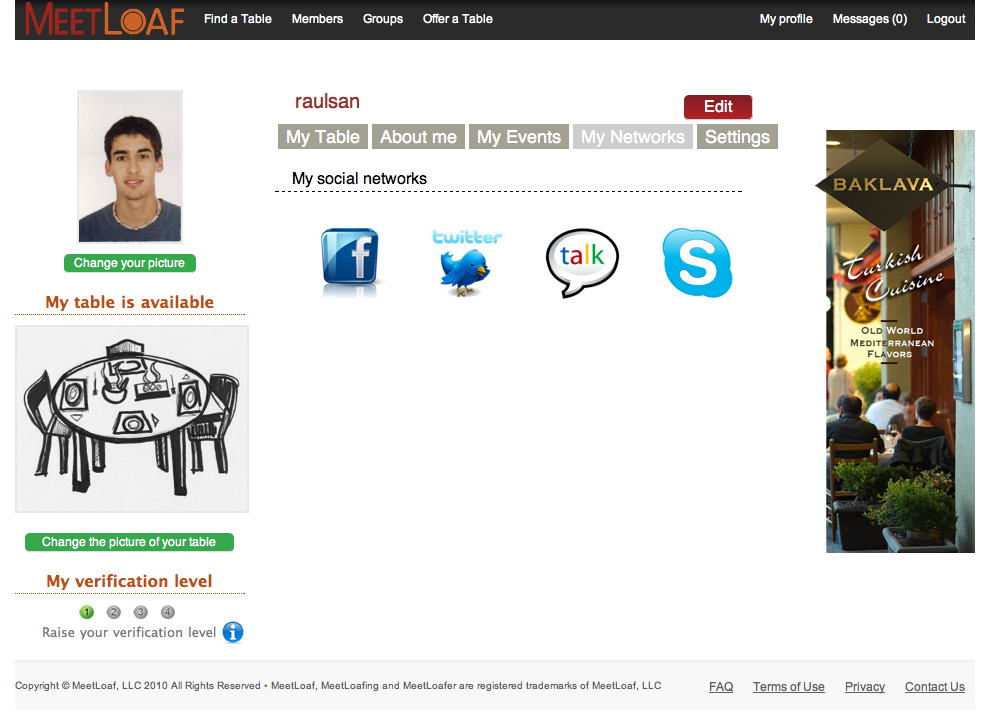 MEETLOAF
Find a Table Members Groups Offer a Table My profile Messages (0) Logout
raulsan
Edit
My Table About me My Events My Networks Settings
My social networks
f twitter talk S
Change your picture
My table is available
Change the picture of your table
My verification level
1 2 3 4
Raise your verification level i
BAKLAVA
Turkish
Cuisine
OLD WORLD
MEDITERRANEAN
FLAVORS
Copyright © MeetLoaf, LLC 2010 All Rights Reserved • MeetLoaf, MeetLoafing and MeetLoafer are registered trademarks of MeetLoaf, LLC FAQ Terms of Use Privacy Contact Us